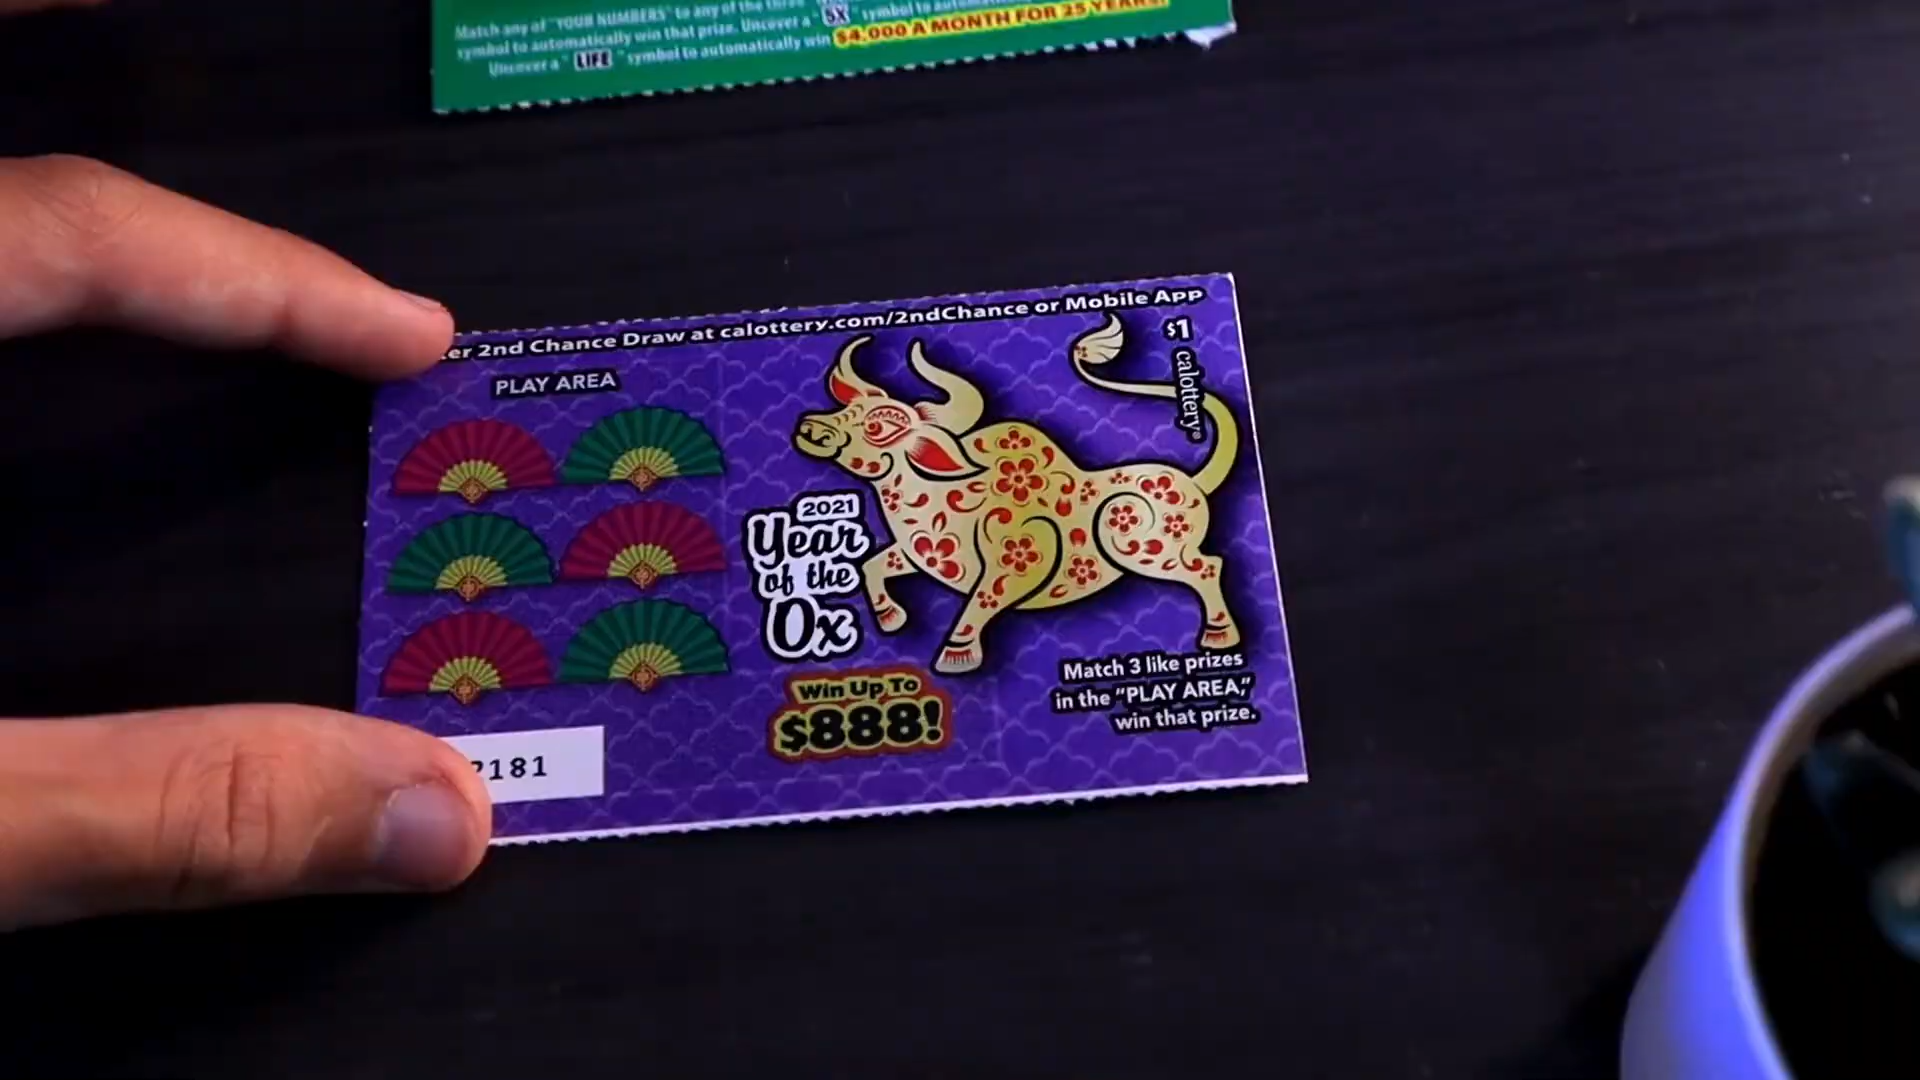 Match any of "YOUR NUMBERS" to any of the three
symbol to automatically win that prize. Uncover a "5X" symbol to
Uncover a "LIFE" symbol to automatically win $4,000 A MONTH FOR 25 YEARS!
2nd Chance Draw at calottery.com/2ndChance or Mobile App
PLAY AREA
$1
calottery®
2021
Year
of the
Ox
Win Up To
$888!
Match 3 like prizes
in the "PLAY AREA,"
win that prize.
2181